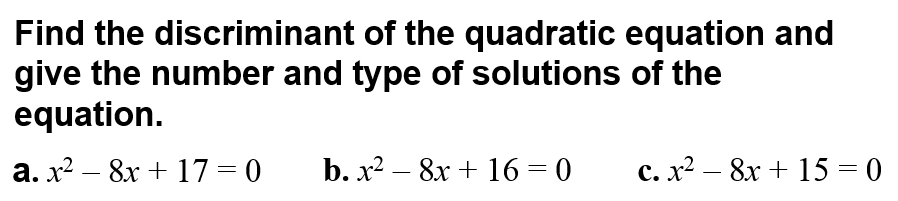 Find the discriminant of the quadratic equation and
give the number and type of solutions of the
equation.
a. x² – 8x + 17 = 0 b. x² – 8x + 16 = 0 c. x² – 8x + 15 = 0